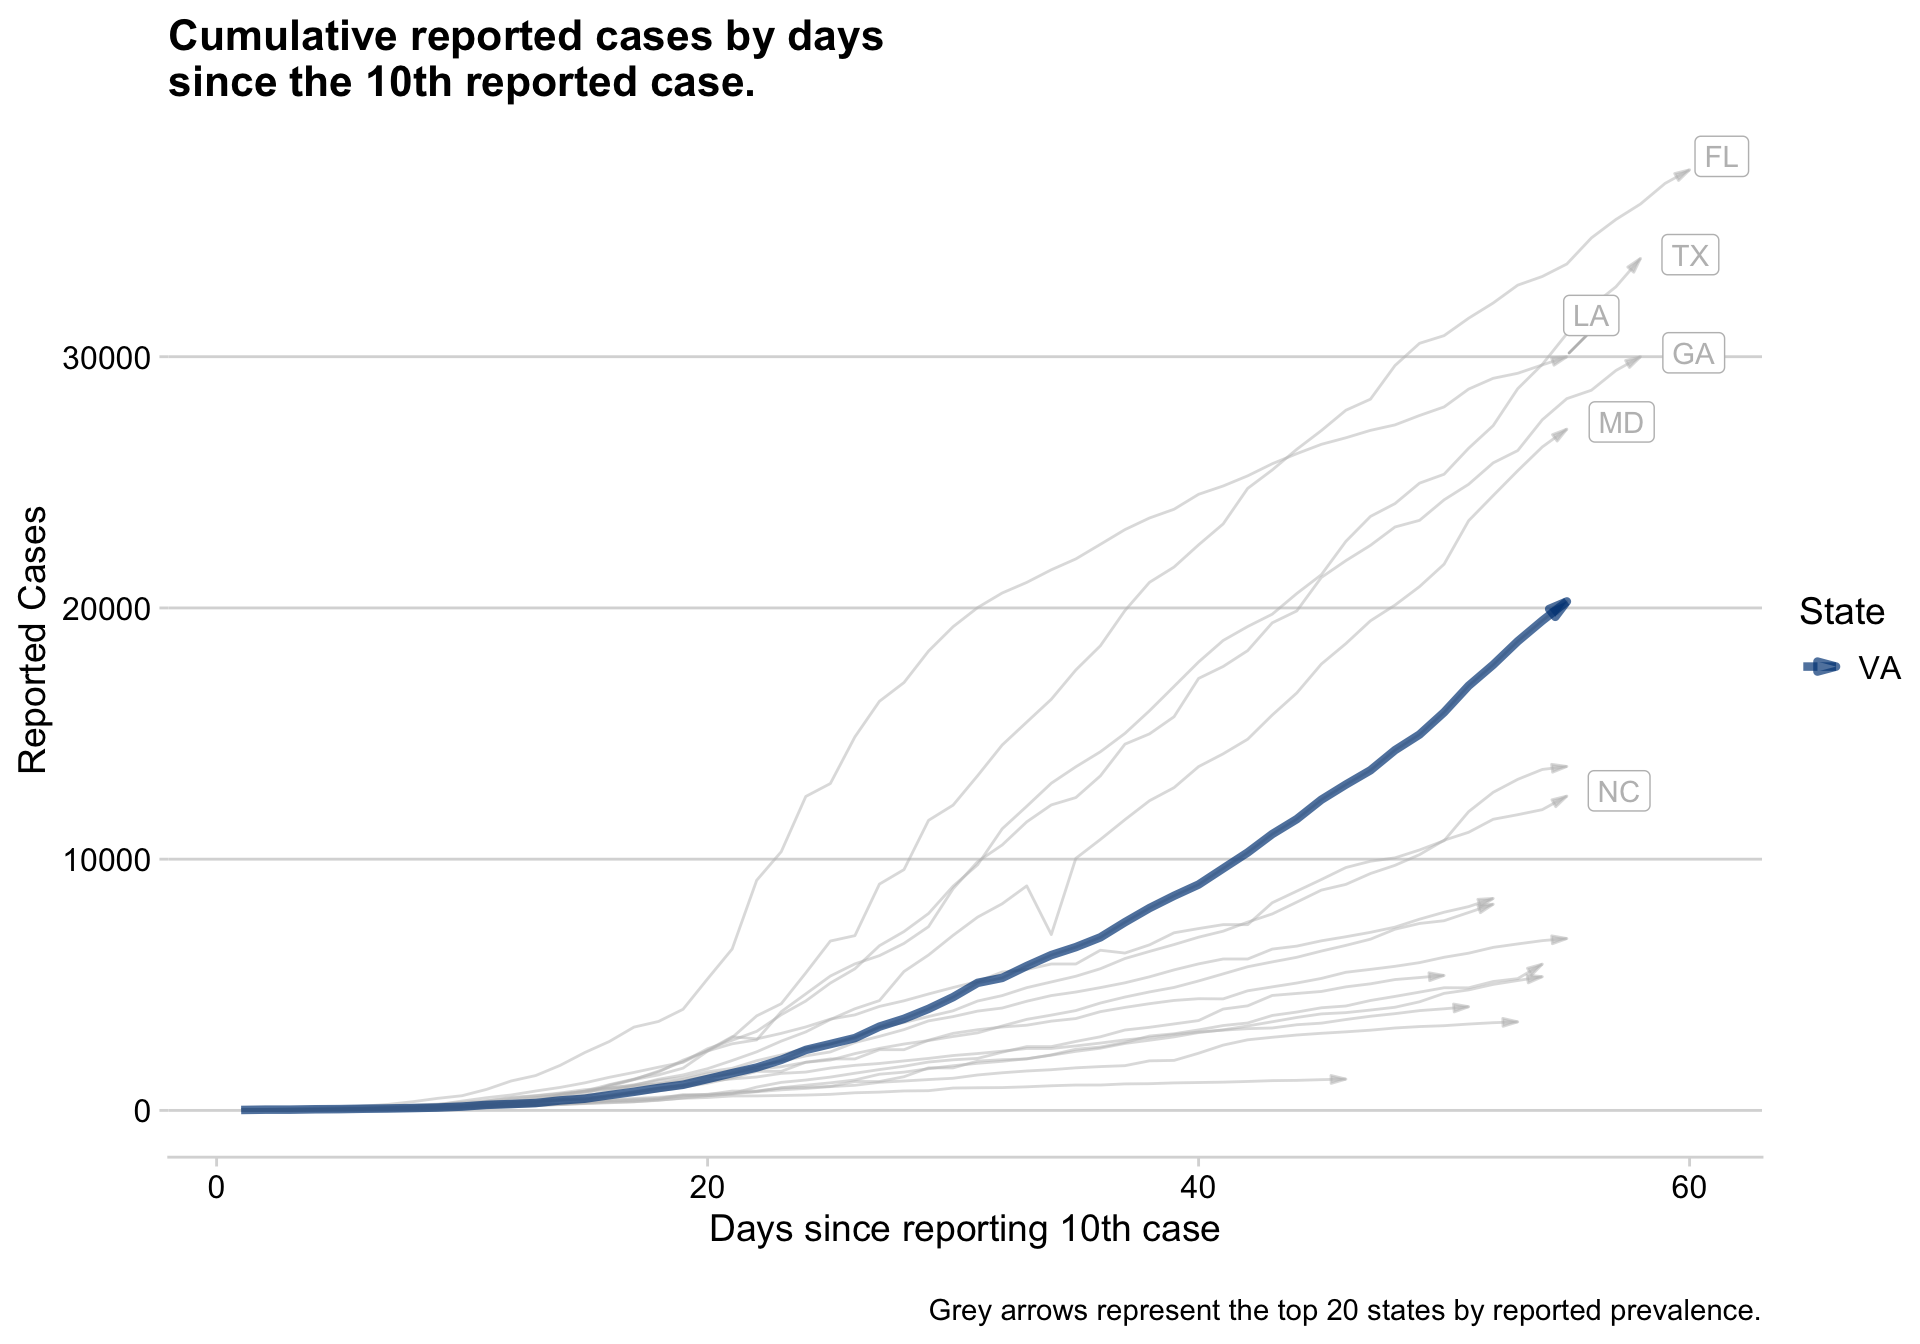 Cumulative reported cases by days
since the 10th reported case.
FL
TX
LA
GA
MD
NC
30000
20000
10000
0
Reported Cases
0 20 40 60
Days since reporting 10th case
State
VA
Grey arrows represent the top 20 states by reported prevalence.